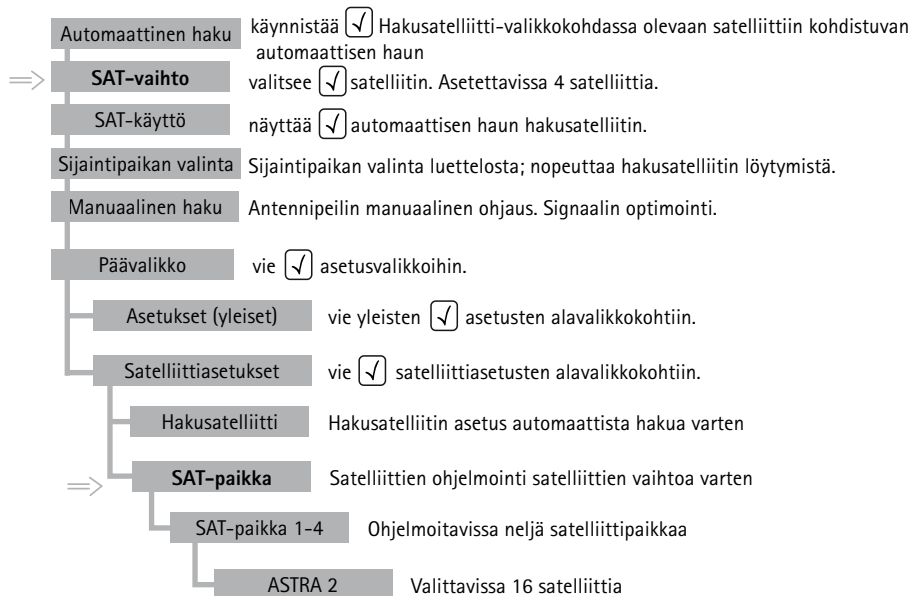 Automaattinen haku käynnistää √ Hakusatelliitti-valikkokohdassa olevaan satelliittiin kohdistuvan
automaattisen haun
SAT-vaihto valitsee √ satelliitin. Asetettavissa 4 satelliittia.
SAT-käyttö näyttää √ automaattisen haun hakusatelliitin.
Sijaintipaikan valinta Sijaintipaikan valinta luettelosta; nopeuttaa hakusatelliitin löytymistä.
Manuaalinen haku Antennipeilin manuaalinen ohjaus. Signaalin optimointi.
Päävalikko vie √ asetusvalikkoihin.
Asetukset (yleiset) vie yleisten √ asetusten alavalikkokohtiin.
Satelliittiasetukset vie √ satelliittiasetusten alavalikkokohtiin.
Hakusatelliitti Hakusatelliitin asetus automaattista hakua varten
SAT-paikka Satelliittien ohjelmointi satelliittien vaihtoa varten
SAT-paikka 1-4 Ohjelmoitavissa neljä satelliittipaikkaa
ASTRA 2 Valittavissa 16 satelliittia